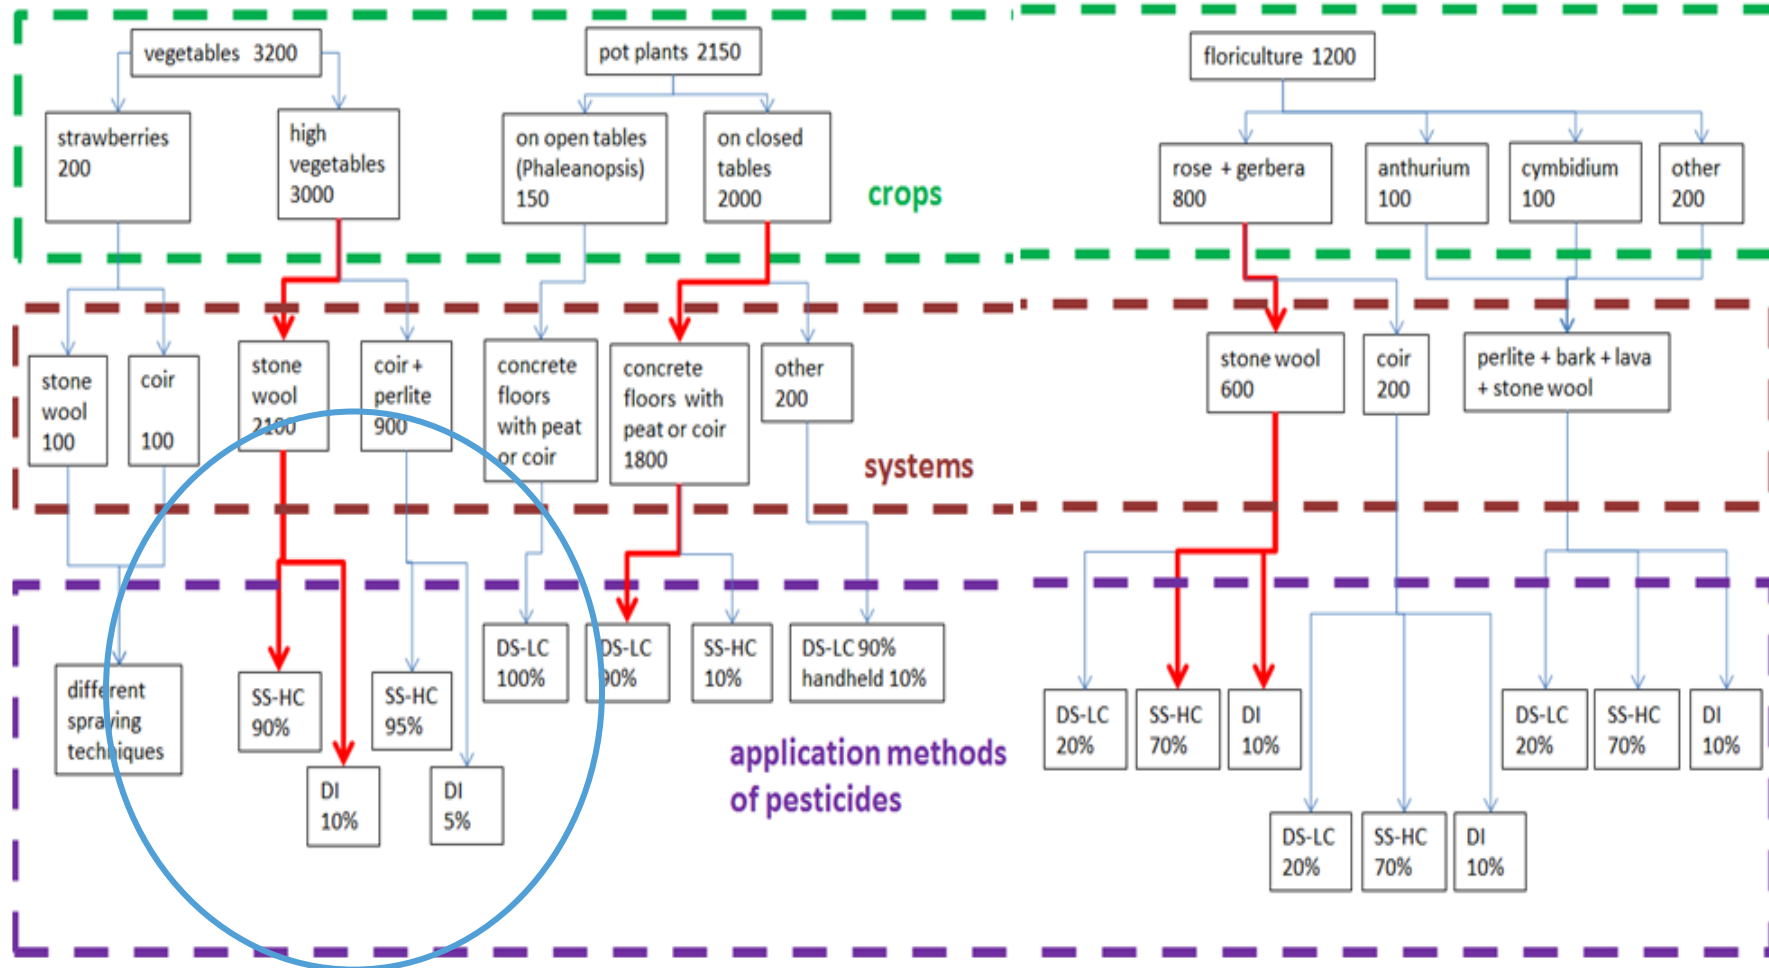 vegetables 3200
pot plants 2150
floriculture 1200
strawberries
200
high
vegetables
3000
on open tables
(Phaleanopsis)
150
on closed
tables
2000
crops
rose + gerbera
800
anthurium
100
cymbidium
100
other
200
stone
wool
100
coir
100
stone
wool
2100
coir +
perlite
900
concrete
floors
with peat
or coir
concrete
floors with
peat or coir
1800
other
200
systems
stone wool
600
coir
200
perlite + bark + lava
+ stone wool
different
spraying
techniques
SS-HC
90%
DI
10%
SS-HC
95%
DI
5%
DS-LC
100%
DS-LC
90%
SS-HC
10%
DS-LC 90%
handheld 10%
application methods
of pesticides
DS-LC
20%
SS-HC
70%
DI
10%
DS-LC
20%
SS-HC
70%
DI
10%
DS-LC
20%
SS-HC
70%
DI
10%